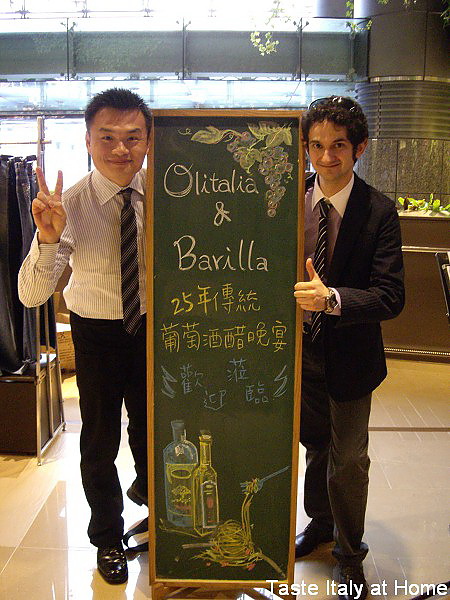 Olitalia
&
Barilla
25年傳統
葡萄酒醋晚宴
歡迎蒞臨
Taste Italy at Home